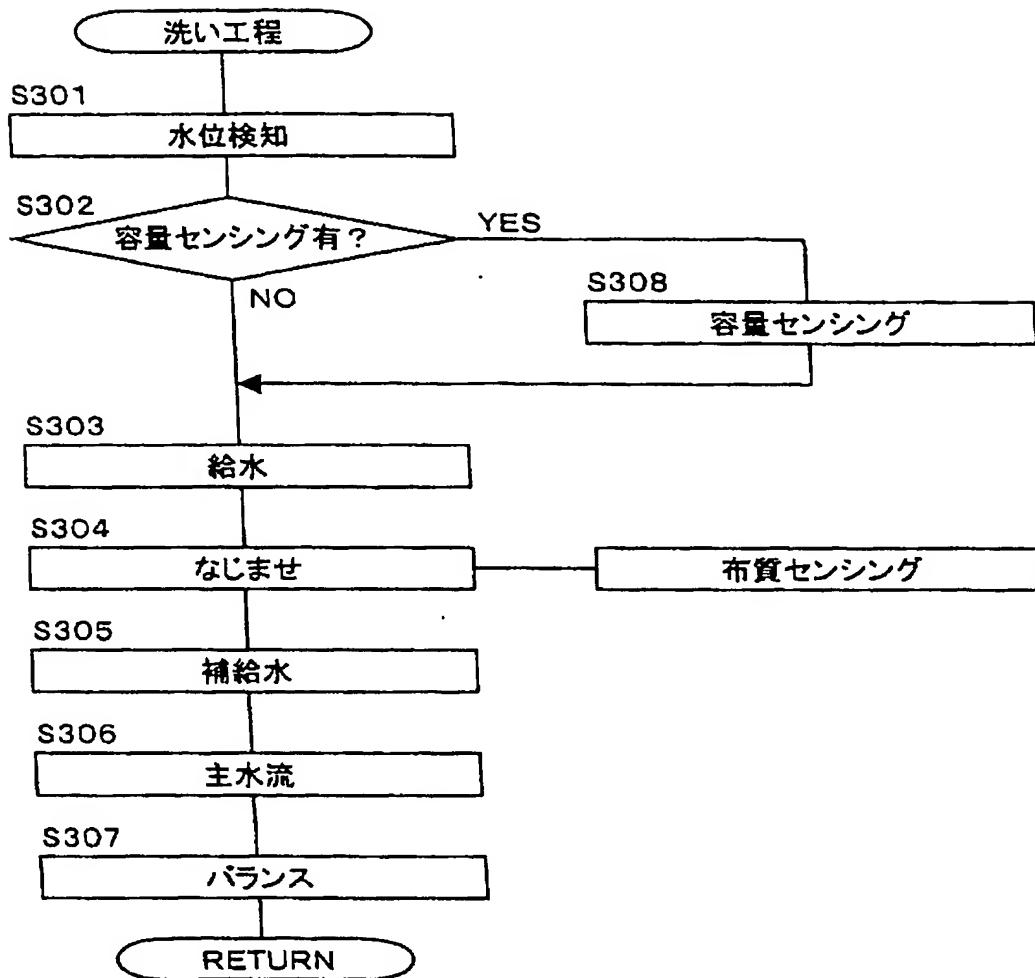 洗い工程
S301
水位検知
S302
容量センシング有?
YES
NO
S308
容量センシング
S303
給水
S304
なじませ
布質センシング
S305
補給水
S306
主水流
S307
バランス
RETURN